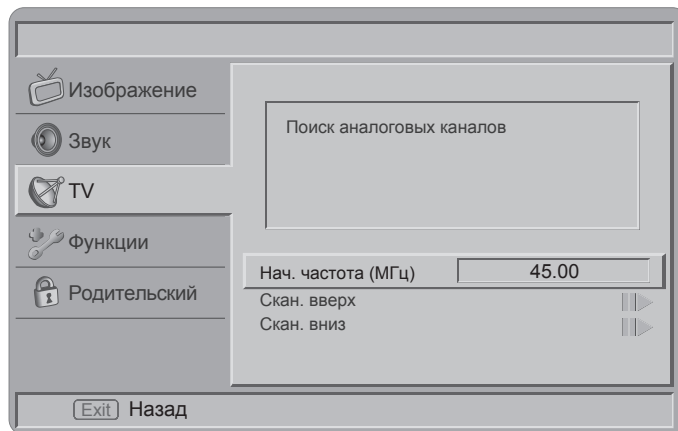 Изображение
Звук
TV
Функции
Родительский
Поиск аналоговых каналов
Нач. частота (МГц) 45.00
Скан. вверх
Скан. вниз
Exit Назад